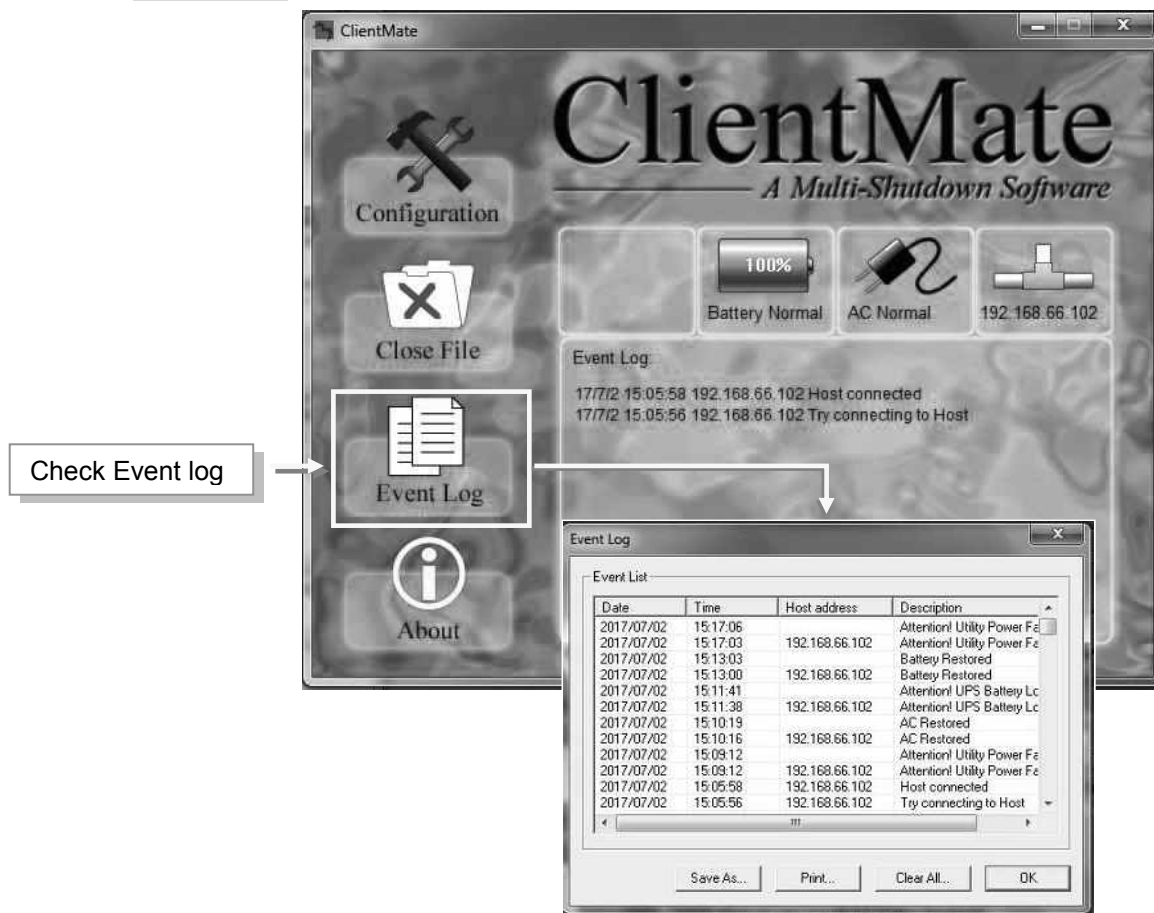 ClientMate
ClientMate
A Multi-Shutdown Software
Configuration
100%
Battery Normal
AC Normal
192.168.66.102
Close File
Event Log:
17/7/2 15:05:58 192.168.66.102 Host connected
17/7/2 15:05:56 192.168.66.102 Try connecting to Host
Check Event log
Event Log
About
Event Log
Event List
Date Time Host address Description
2017/07/02 15:17:06 Attention! Utility Power Fa
2017/07/02 15:17:03 192.168.66.102 Attention! Utility Power Fa
2017/07/02 15:13:03 Battery Restored
2017/07/02 15:13:00 192.168.66.102 Battery Restored
2017/07/02 15:11:41 Attention! UPS Battery Lo
2017/07/02 15:11:38 192.168.66.102 Attention! UPS Battery Lo
2017/07/02 15:10:19 AC Restored
2017/07/02 15:10:16 192.168.66.102 AC Restored
2017/07/02 15:09:12 Attention! Utility Power Fa
2017/07/02 15:09:12 192.168.66.102 Attention! Utility Power Fa
2017/07/02 15:05:58 192.168.66.102 Host connected
2017/07/02 15:05:56 192.168.66.102 Try connecting to Host
Save As... Print... Clear All... OK